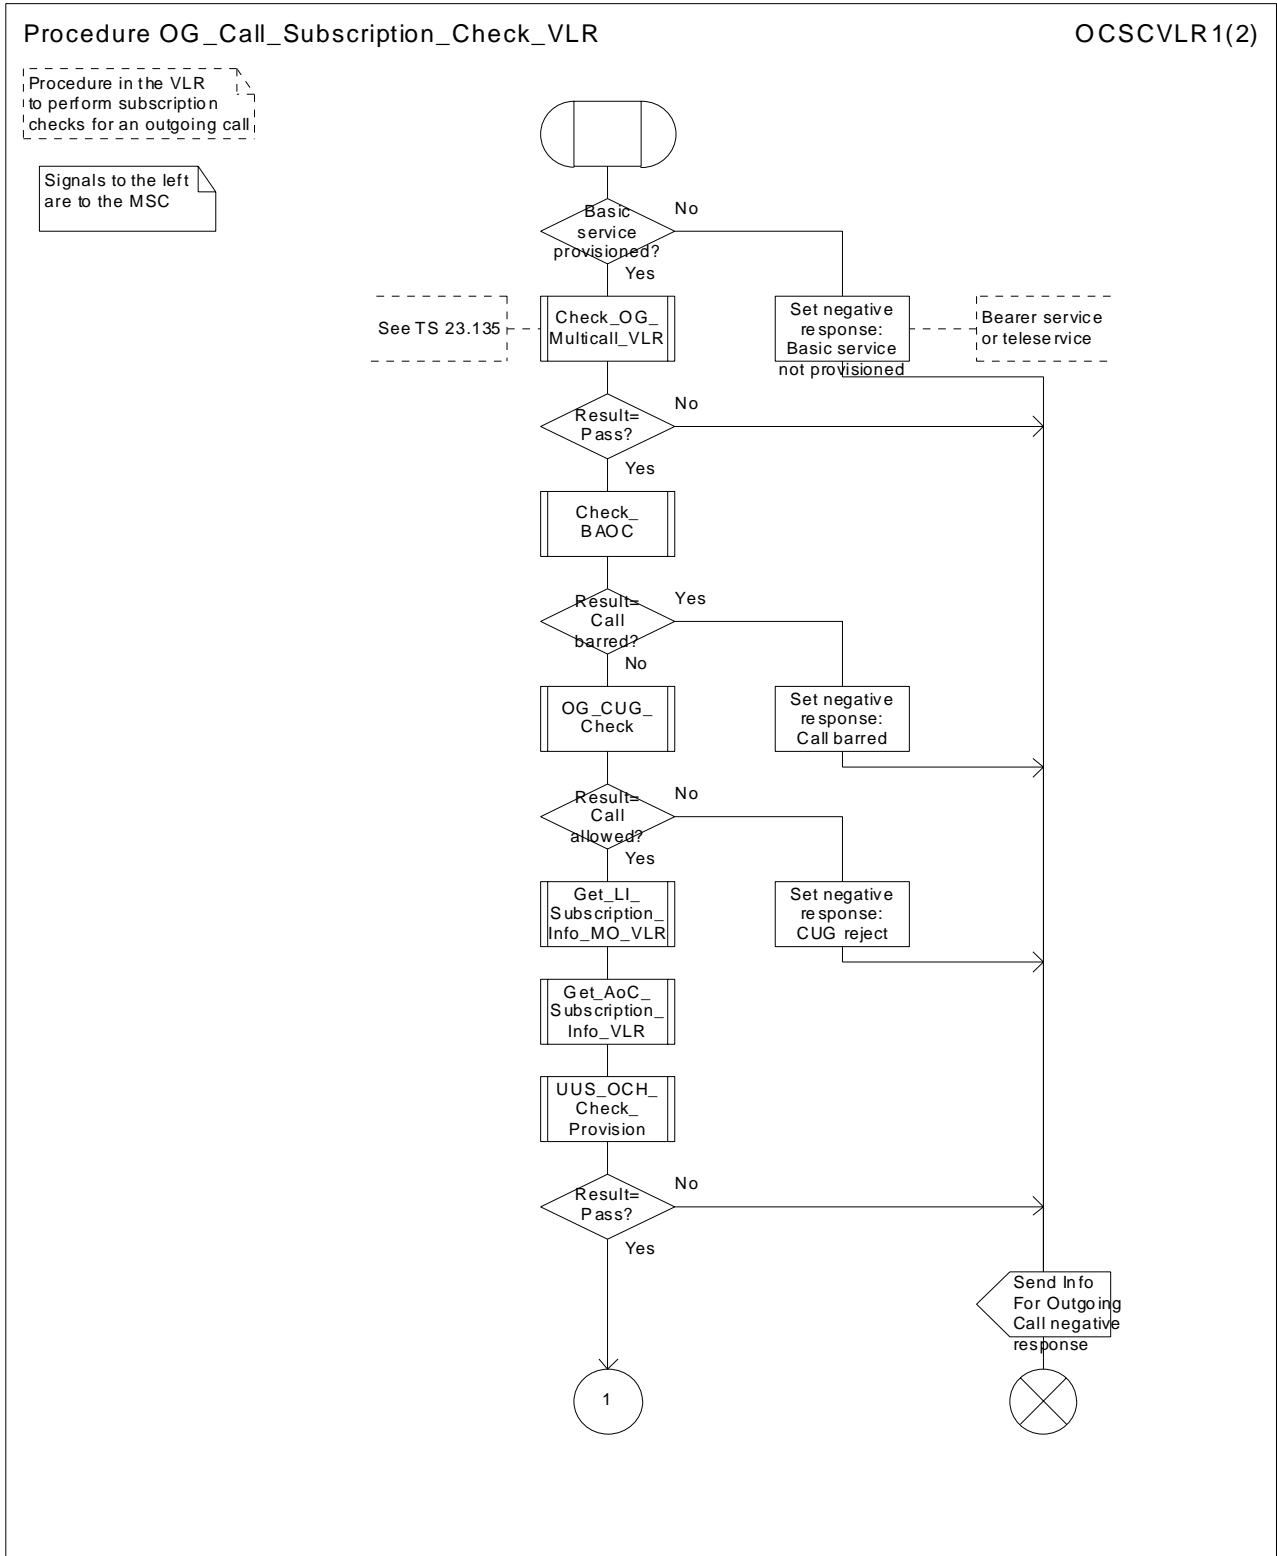 Procedure OG_Call_Subscription_Check_VLR
OCSCVLR1(2)
Procedure in the VLR
to perform subscription
checks for an outgoing call
Signals to the left
are to the MSC
Basic
service
provisioned?
No
Yes
See TS 23.135
Check_OG_
Multicall_VLR
Set negative
response:
Basic service
not provisioned
Bearer service
or teleservice
Result=
Pass?
No
Yes
Check_
BAOC
Result=
Call
barred?
Yes
No
OG_CUG_
Check
Set negative
response:
Call barred
Result=
Call
allowed?
No
Yes
Get_LI_
Subscription_
Info_MO_VLR
Set negative
response:
CUG reject
Get_AoC_
Subscription_
Info_VLR
UUS_OCH_
Check_
Provision
Result=
Pass?
No
Yes
Send Info
For Outgoing
Call negative
response
1